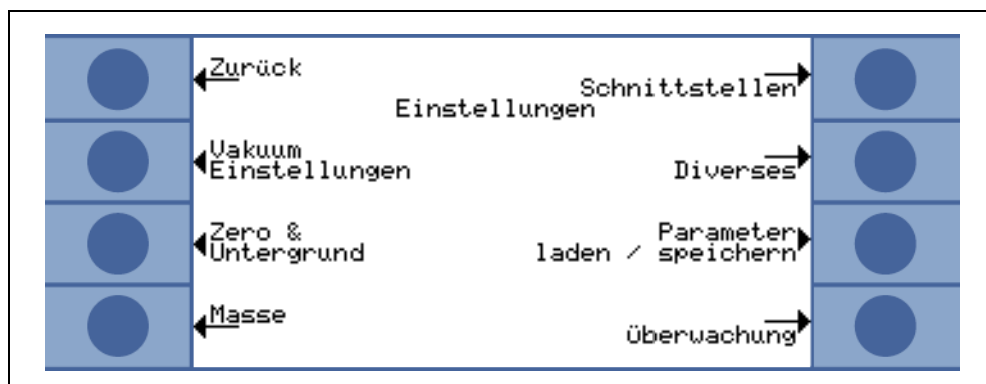 Zurück
Schnittstellen
Einstellungen
Vakuum
Einstellungen
Diverses
Zero &
Untergrund
Parameter
laden / speichern
Masse
Überwachung